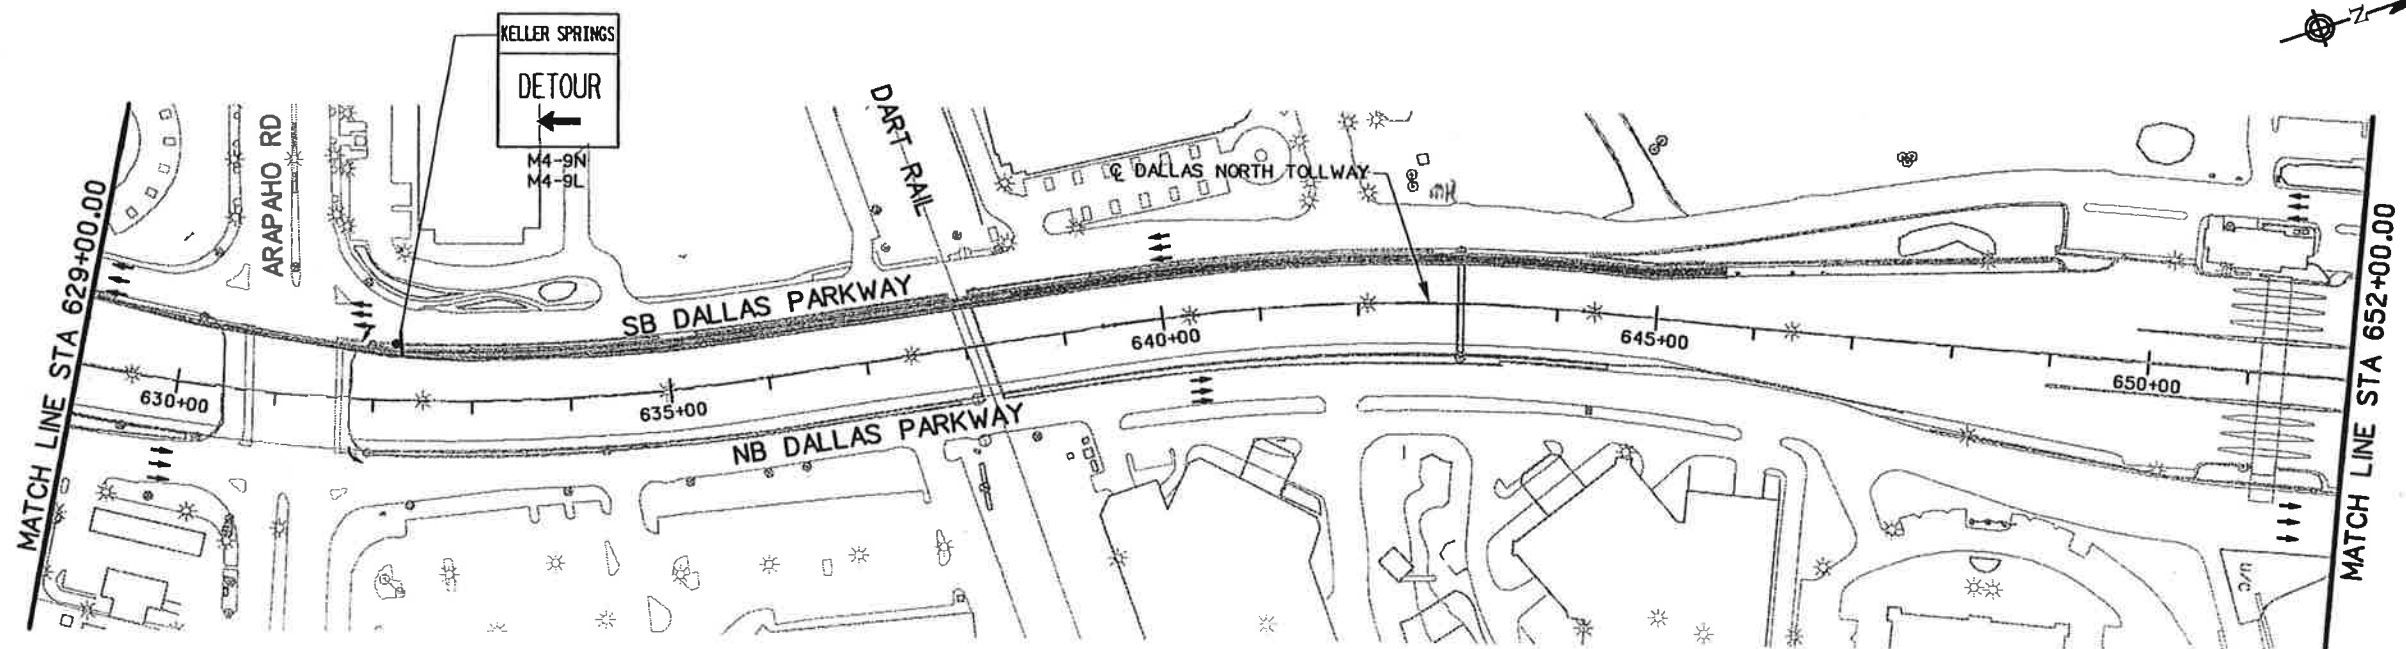 N
KELLER SPRINGS
DETOUR
M4-9N
M4-9L
ARAPAHO RD
DART RAIL
℄ DALLAS NORTH TOLLWAY
MH
MATCH LINE STA 629+00.00
SB DALLAS PARKWAY
630+00
635+00
640+00
645+00
650+00
NB DALLAS PARKWAY
MATCH LINE STA 652+00.00
U/C